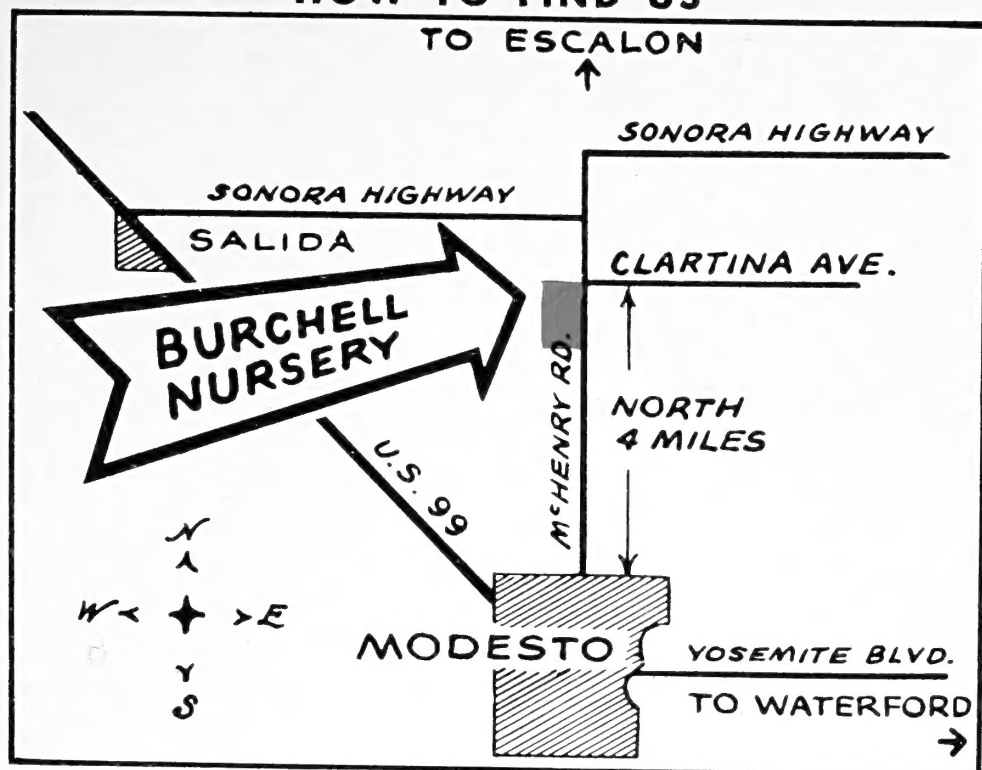 HOW TO FIND US
TO ESCALON
SONORA HIGHWAY
SONORA HIGHWAY
SALIDA
CLARTINA AVE.
BURCHELL
NURSERY
McHENRY RD.
NORTH
4 MILES
U.S. 99
N
W E
S
MODESTO
YOSEMITE BLVD.
TO WATERFORD